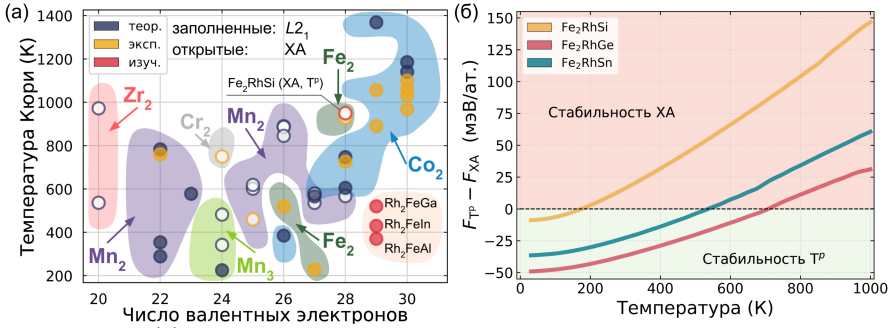 (а)
Температура Кюри (К)
1400
1200
1000
800
600
400
200
теор.
эксп.
изуч.
заполненные: L2₁
открытые: XA
Fe₂
Fe₂RhSi (XA, Tᵖ)
Zr₂
Cr₂
Mn₂
Co₂
Mn₂
Mn₃
Fe₂
Rh₂FeGa
Rh₂FeIn
Rh₂FeAl
20 22 24 26 28 30
Число валентных электронов
(б)
F_Tᴾ − F_XA (мэВ/ат.)
150
125
100
75
50
25
0
−25
−50
Fe₂RhSi
Fe₂RhGe
Fe₂RhSn
Стабильность XA
Стабильность Tᵖ
0 200 400 600 800 1000
Температура (К)